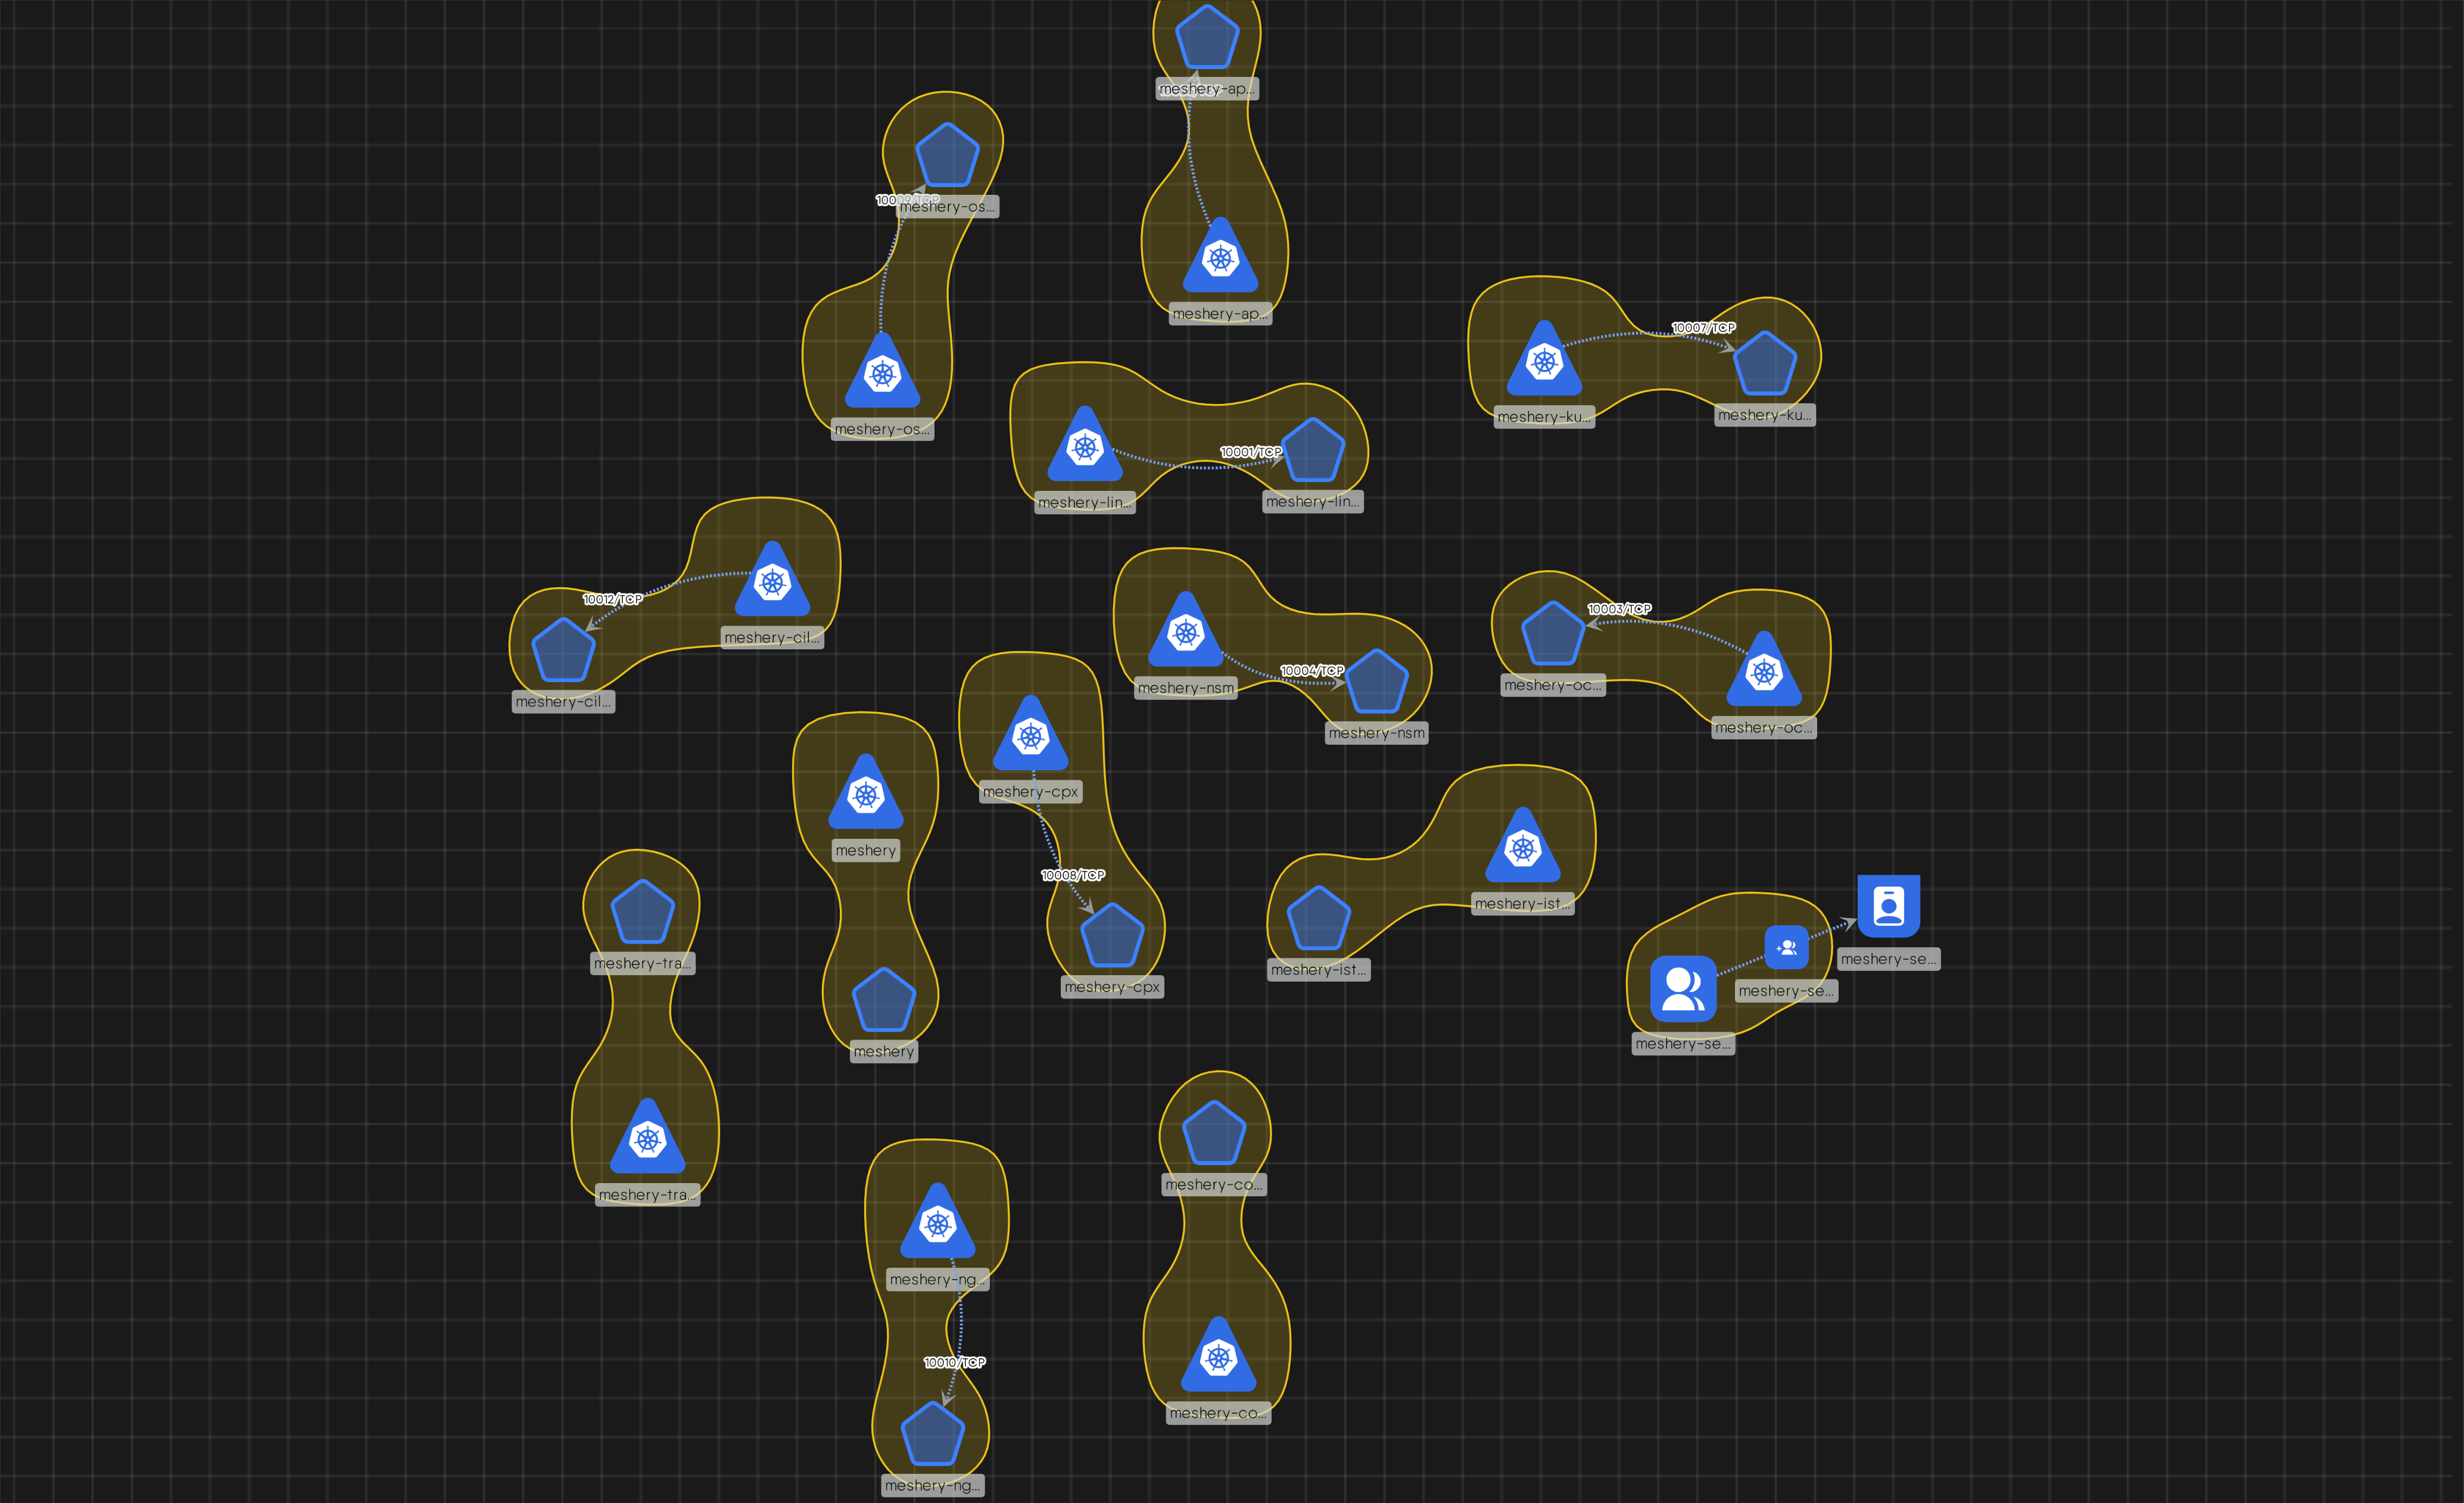 meshery-ap...
meshery-os...
meshery-ap...
10007/TCP
meshery-ku...
meshery-ku...
meshery-os...
10001/TCP
meshery-lin...
meshery-lin...
10012/TCP
10003/TCP
meshery-cil...
10004/TCP
meshery-nsm
meshery-oc...
meshery-cil...
meshery-oc...
meshery-nsm
meshery-cpx
meshery
10008/TCP
meshery-ist...
meshery-se...
meshery-tra...
meshery-ist...
meshery-cpx
meshery-se...
meshery-se...
meshery
meshery-co...
meshery-tra...
meshery-ng...
10010/TCP
meshery-co...
meshery-ng...